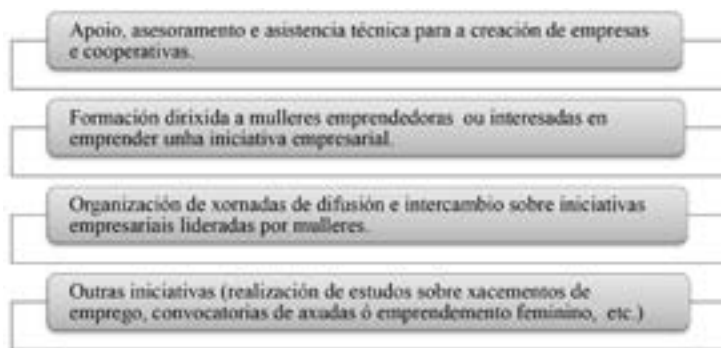 Apoio, asesoramento e asistencia técnica para a creación de empresas
e cooperativas.
Formación dirixida a mulleres emprendedoras ou interesadas en
emprender unha iniciativa empresarial.
Organización de xornadas de difusión e intercambio sobre iniciativas
empresariais lideradas por mulleres.
Outras iniciativas (realización de estudos sobre xacementos de
emprego, convocatorias de axudas ó emprendemento feminino, etc.)